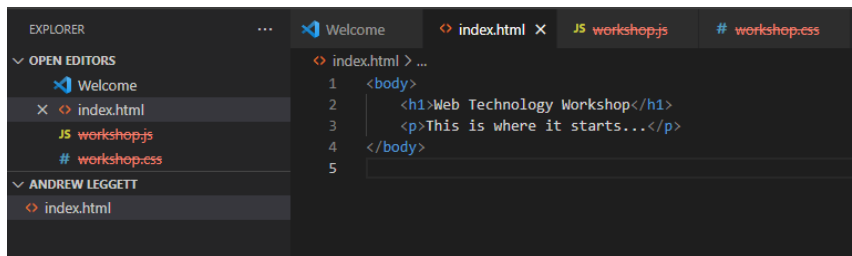 EXPLORER ...
OPEN EDITORS
Welcome
index.html
JS workshop.js
# workshop.css
ANDREW LEGGETT
<> index.html
Welcome <> index.html JS workshop.js # workshop.css
<> index.html > ...
1 <body>
2 <h1>Web Technology Workshop</h1>
3 <p>This is where it starts...</p>
4 </body>
5